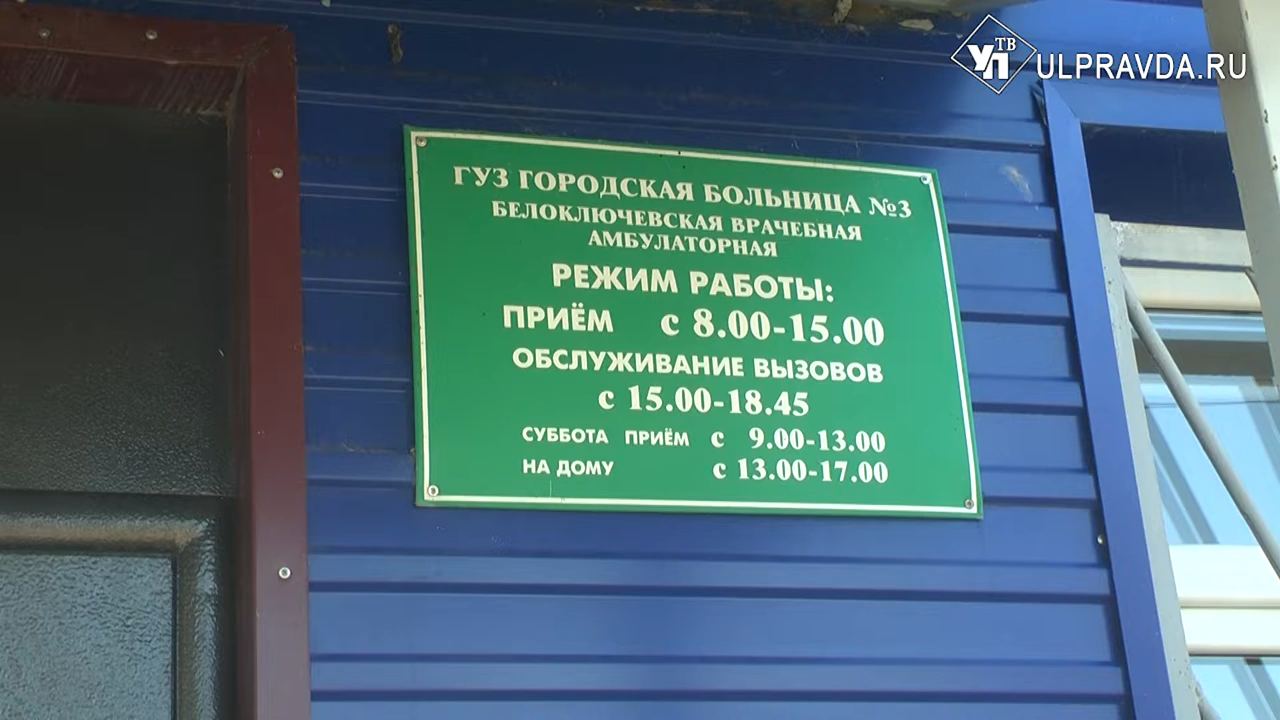 УП ТВ ULPRAVDA.RU
ГУЗ ГОРОДСКАЯ БОЛЬНИЦА №3
БЕЛОКЛЮЧЕВСКАЯ ВРАЧЕБНАЯ
АМБУЛАТОРНАЯ
РЕЖИМ РАБОТЫ:
ПРИЁМ с 8.00-15.00
ОБСЛУЖИВАНИЕ ВЫЗОВОВ
с 15.00-18.45
СУББОТА ПРИЁМ с 9.00-13.00
НА ДОМУ с 13.00-17.00